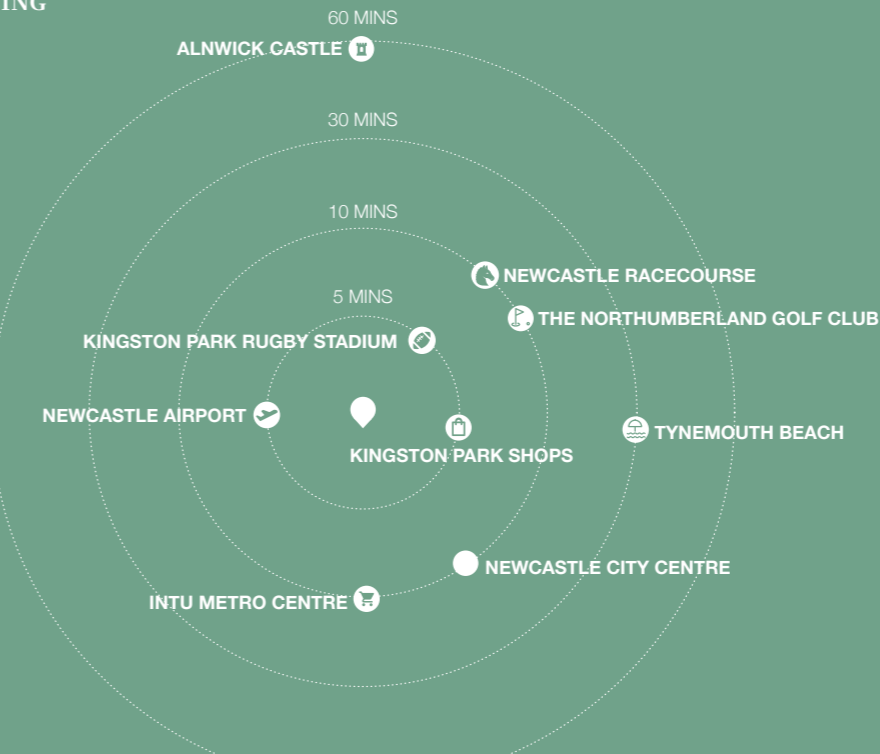 ING
60 MINS
ALNWICK CASTLE
30 MINS
10 MINS
NEWCASTLE RACECOURSE
5 MINS
THE NORTHUMBERLAND GOLF CLUB
KINGSTON PARK RUGBY STADIUM
NEWCASTLE AIRPORT
TYNEMOUTH BEACH
KINGSTON PARK SHOPS
NEWCASTLE CITY CENTRE
INTU METRO CENTRE